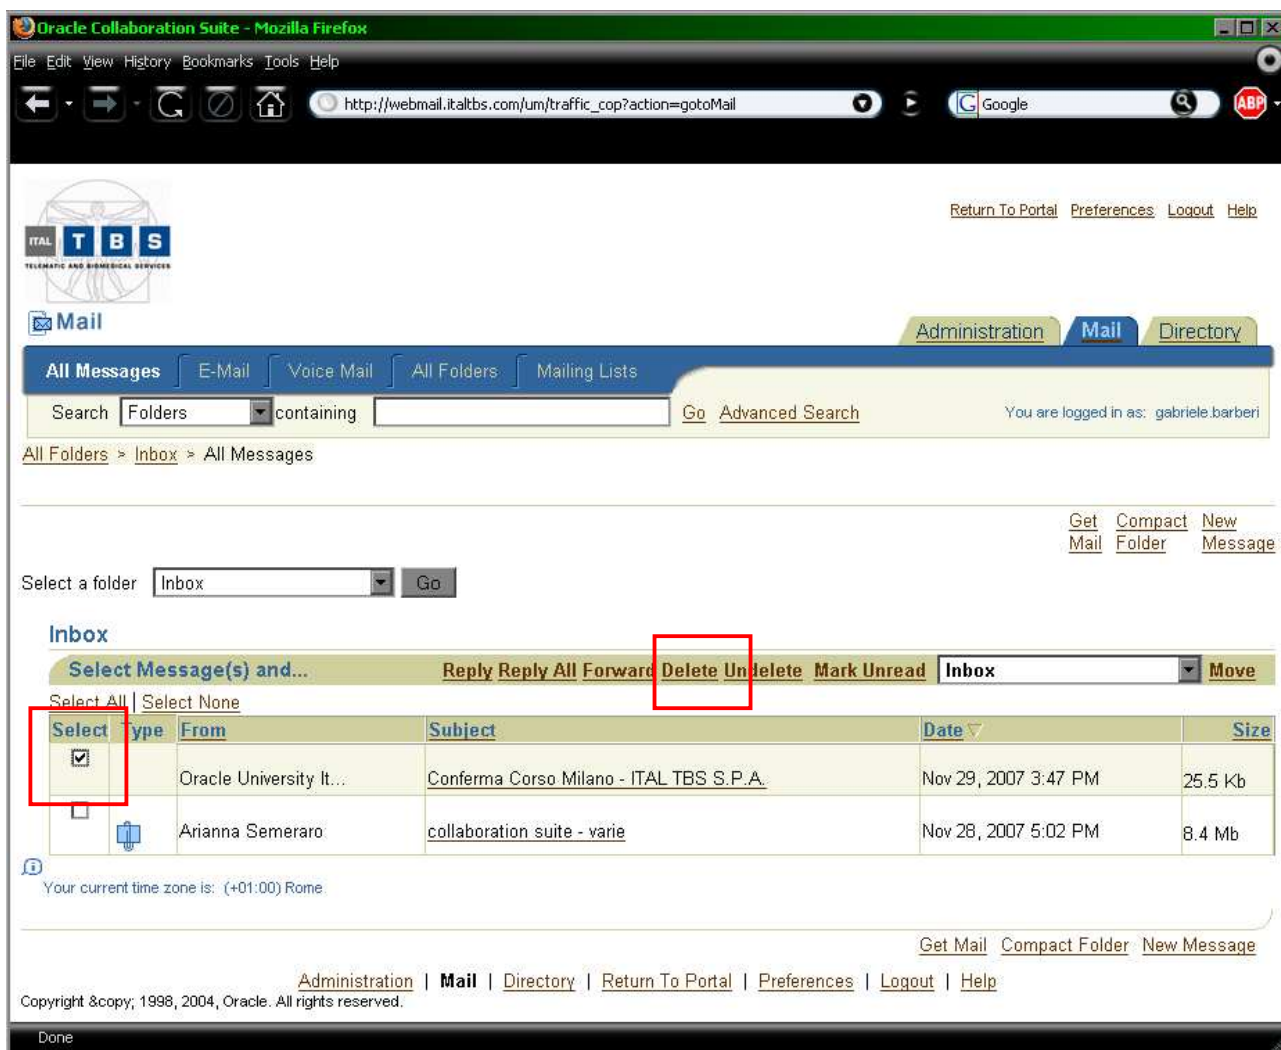 Oracle Collaboration Suite - Mozilla Firefox
File Edit View History Bookmarks Tools Help
http://webmail.italtbs.com/um/traffic_cop?action=gotoMail
G Google
ABP
Return To Portal Preferences Logout Help
ITAL T B S
TELEMATIC AND BIOMEDICAL SERVICES
Mail
Administration Mail Directory
All Messages E-Mail Voice Mail All Folders Mailing Lists
Search Folders containing Go Advanced Search You are logged in as: gabriele.barberi
All Folders > Inbox > All Messages
Get Mail Compact Folder New Message
Select a folder Inbox Go
Inbox
Select Message(s) and... Reply Reply All Forward Delete Undelete Mark Unread Inbox Move
Select All | Select None
Select Type From Subject Date Size
Oracle University It... Conferma Corso Milano - ITAL TBS S.P.A. Nov 29, 2007 3:47 PM 25.5 Kb
Arianna Semeraro collaboration suite - varie Nov 28, 2007 5:02 PM 8.4 Mb
Your current time zone is: (+01:00) Rome
Get Mail Compact Folder New Message
Administration | Mail | Directory | Return To Portal | Preferences | Logout | Help
Copyright &copy; 1998, 2004, Oracle. All rights reserved.
Done